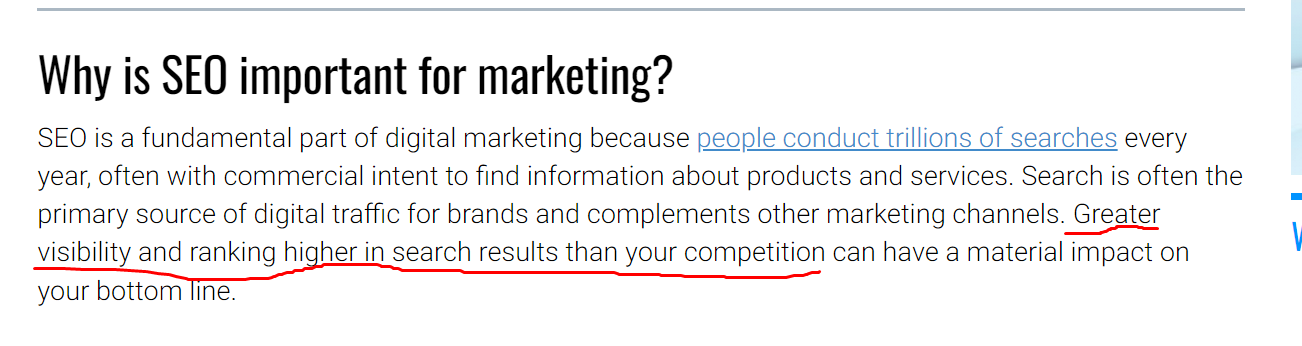 Why is SEO important for marketing?
SEO is a fundamental part of digital marketing because people conduct trillions of searches every
year, often with commercial intent to find information about products and services. Search is often the
primary source of digital traffic for brands and complements other marketing channels. Greater
visibility and ranking higher in search results than your competition can have a material impact on
your bottom line.